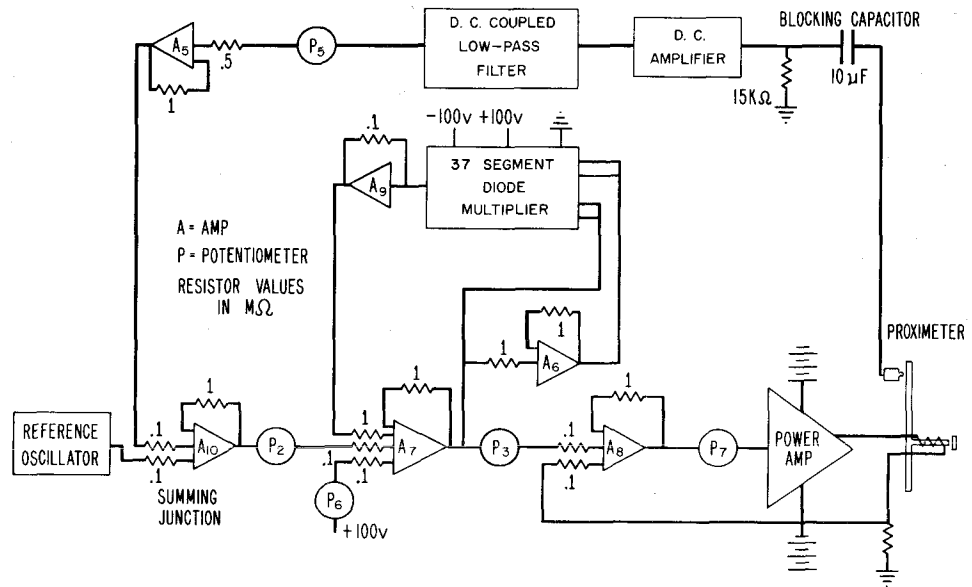 BLOCKING CAPACITOR
D. C. COUPLED
LOW-PASS
FILTER
D. C.
AMPLIFIER
A5
.5
P5
1
15KΩ
10 µF
-100v +100v
.1
A9
37 SEGMENT
DIODE
MULTIPLIER
A = AMP
P = POTENTIOMETER
RESISTOR VALUES
IN MΩ
1
1
A6
PROXIMETER
REFERENCE
OSCILLATOR
.1
.1
1
A10
P2
SUMMING
JUNCTION
.1
.1
.1
1
A7
P6
+100v
P3
.1
.1
1
A8
P7
POWER
AMP